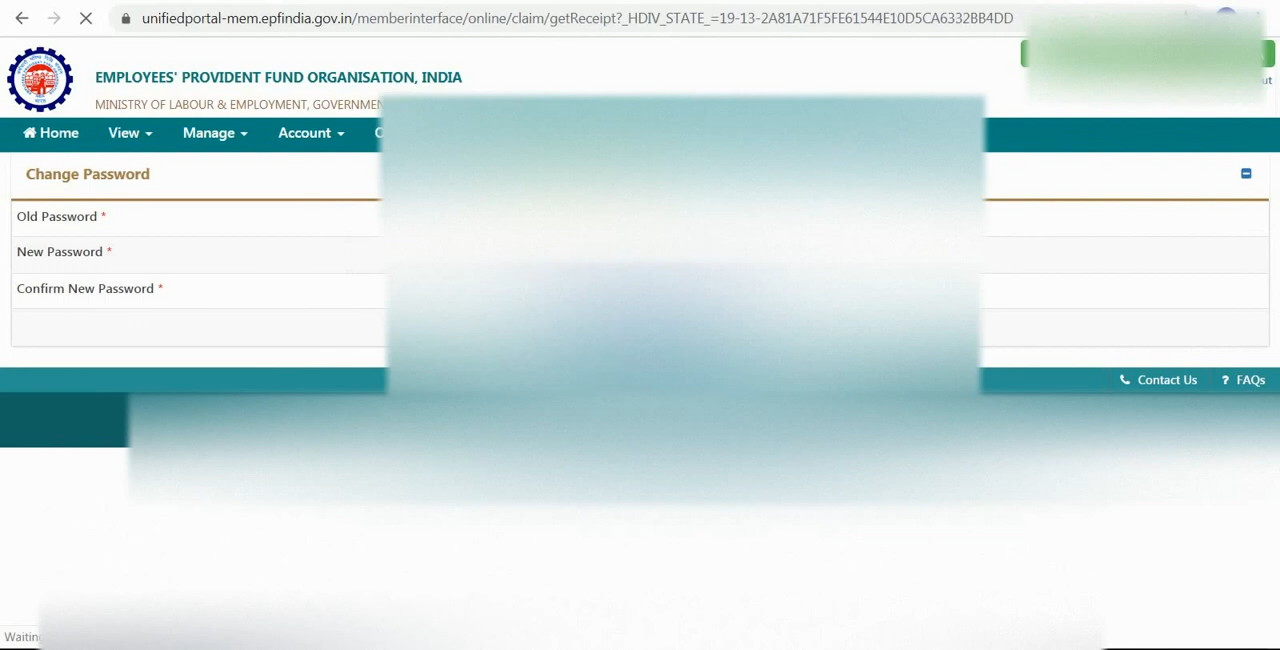 unifiedportal-mem.epfindia.gov.in/memberinterface/online/claim/getReceipt?_HDIV_STATE_=19-13-2A81A71F5FE61544E10D5CA6332BB4DD
EMPLOYEES' PROVIDENT FUND ORGANISATION, INDIA
MINISTRY OF LABOUR & EMPLOYMENT,
Home View Manage Account
Change Password
Old Password *
New Password *
Confirm New Password *
Contact Us ? FAQs